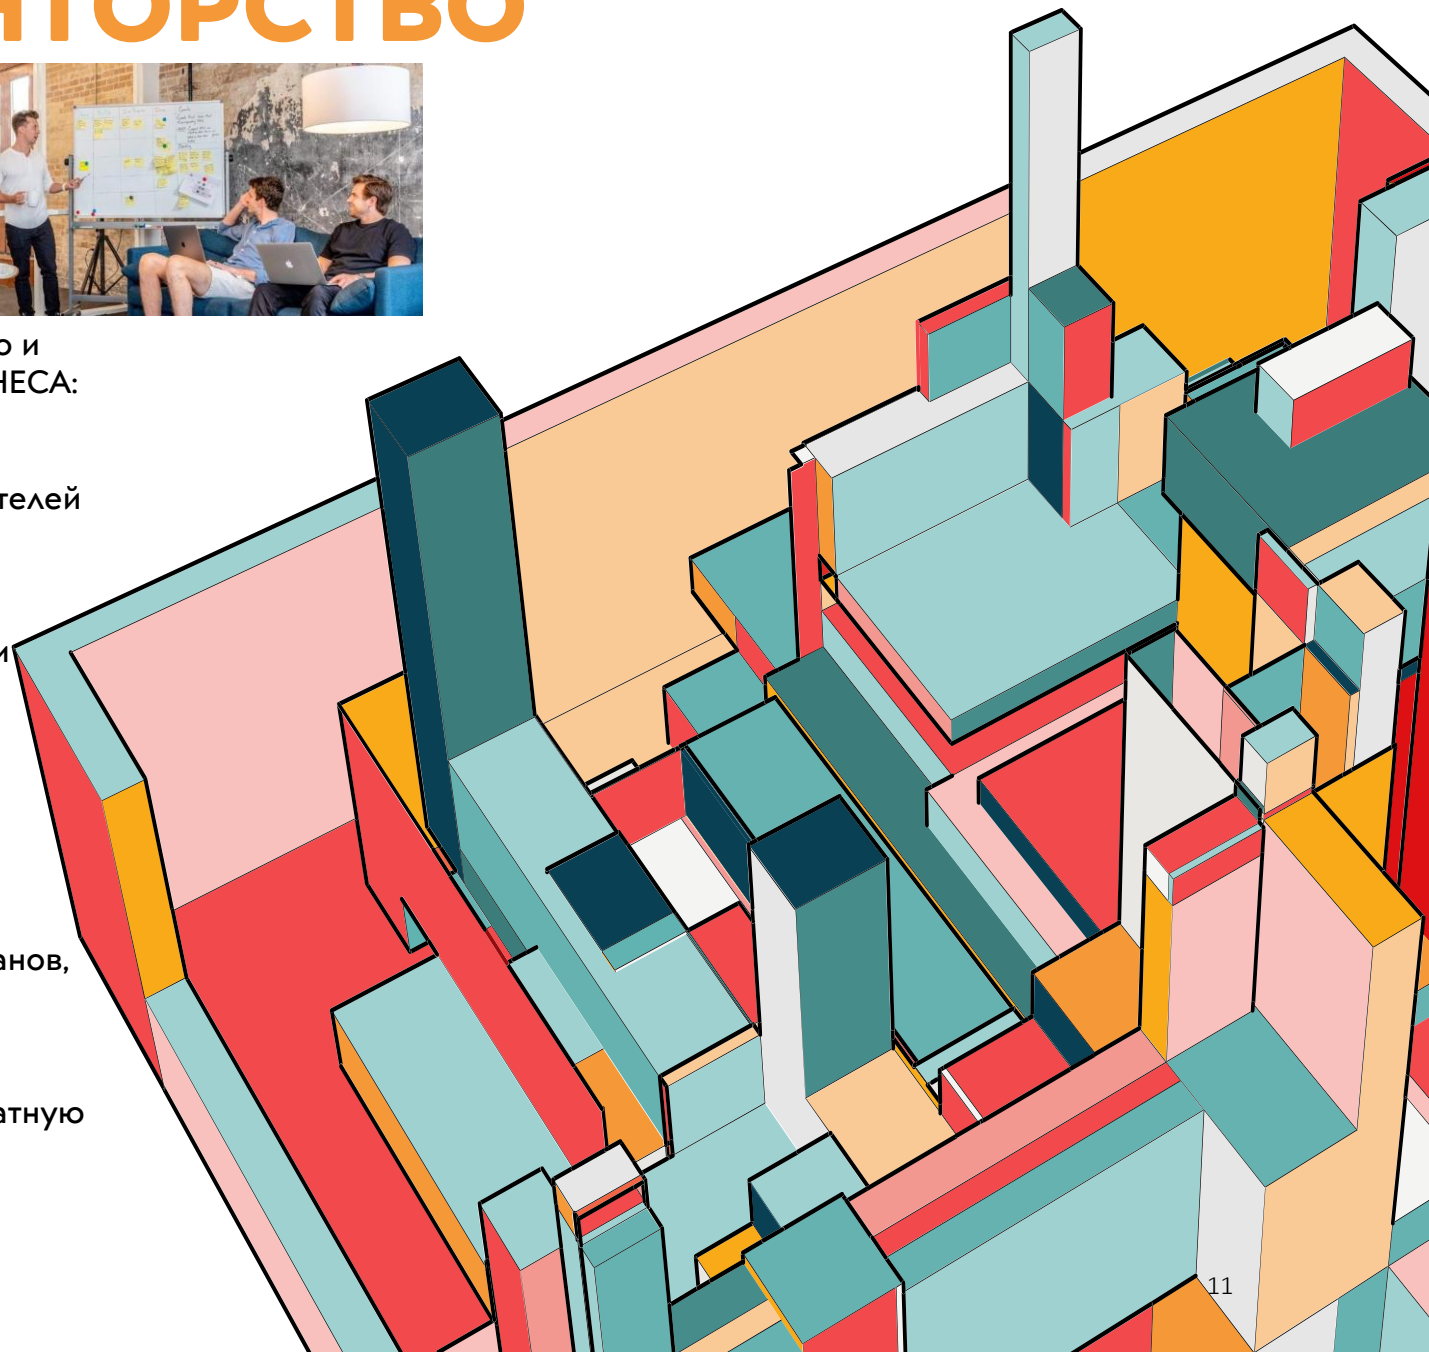 НТОРСТВО
о и
НЕСА:
телей
и
анов,
атную
11